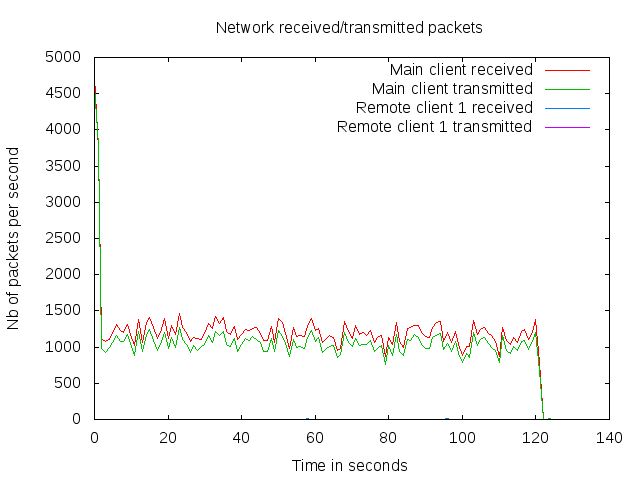 Network received/transmitted packets
Main client received
Main client transmitted
Remote client 1 received
Remote client 1 transmitted
Nb of packets per second
5000
4500
4000
3500
3000
2500
2000
1500
1000
500
0
0 20 40 60 80 100 120 140
Time in seconds